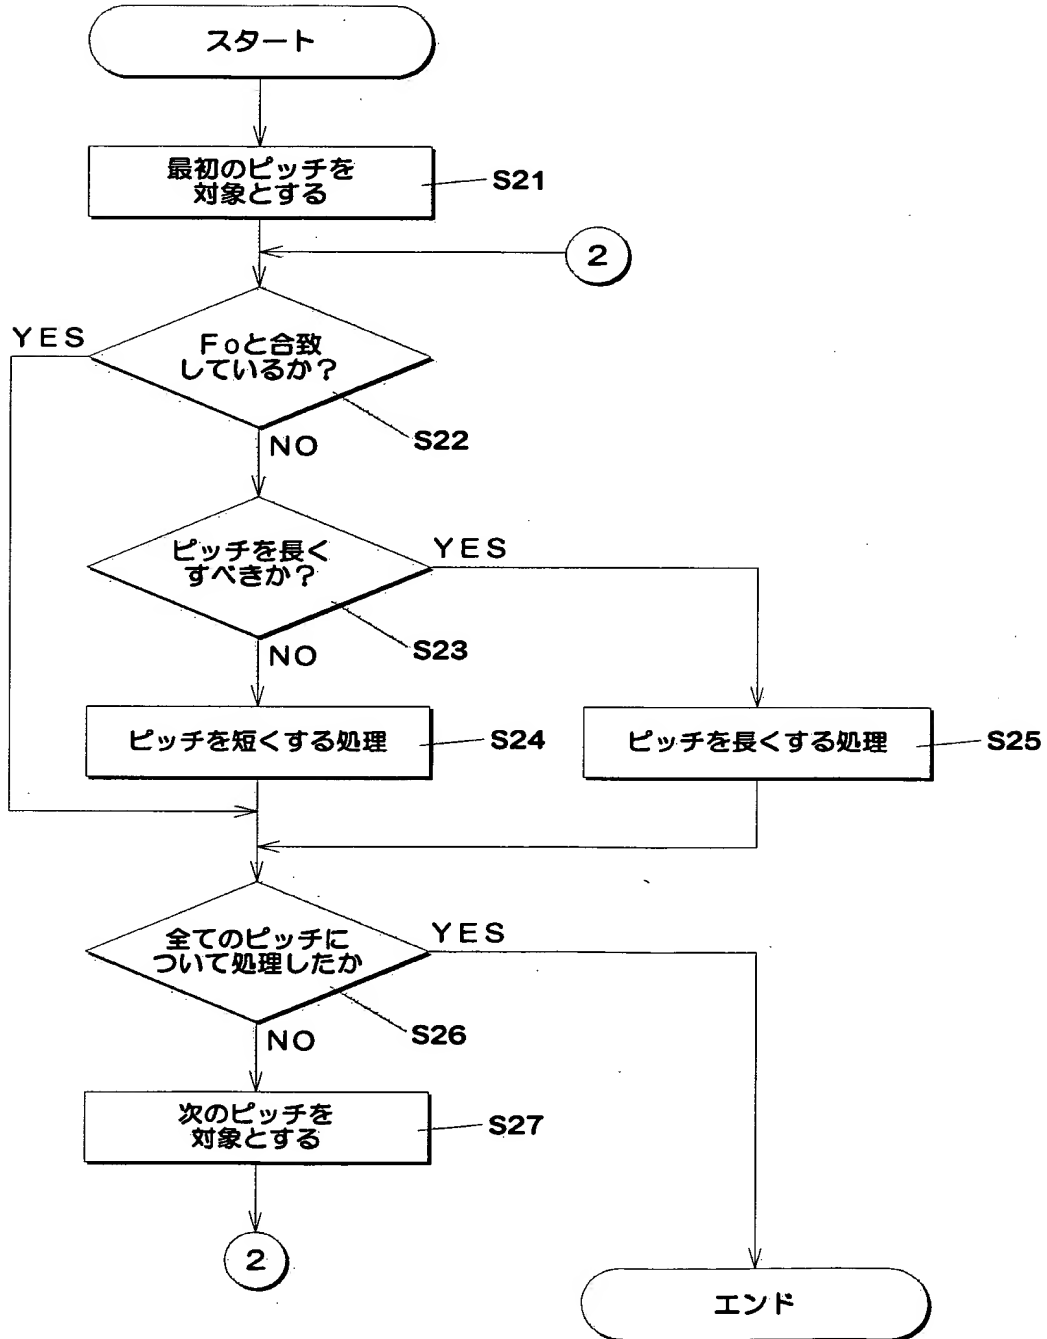 スタート
最初のピッチを
対象とする
S21
2
YES
Foと合致
しているか？
S22
NO
ピッチを長く
すべきか？
YES
S23
NO
ピッチを短くする処理
S24
ピッチを長くする処理
S25
全てのピッチに
ついて処理したか
YES
S26
NO
次のピッチを
対象とする
S27
2
エンド